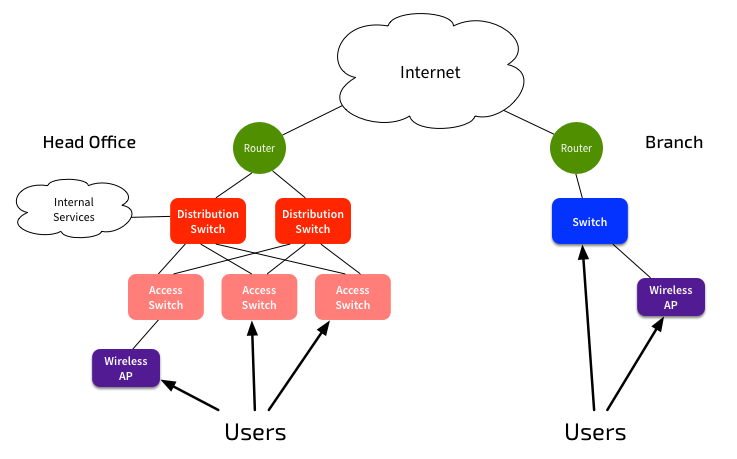 Internet
Head Office
Router
Router
Branch
Internal
Services
Distribution
Switch
Distribution
Switch
Switch
Access
Switch
Access
Switch
Access
Switch
Wireless
AP
Wireless
AP
Users
Users